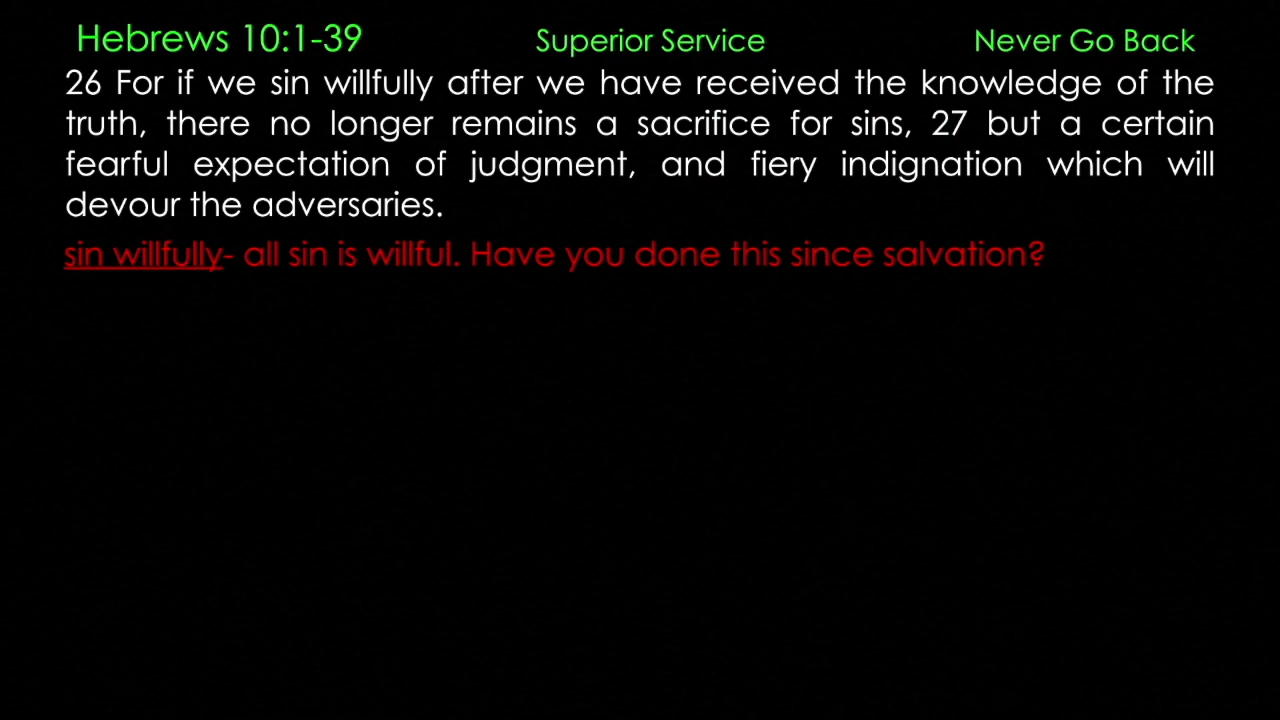 Hebrews 10:1-39 Superior Service Never Go Back
26 For if we sin willfully after we have received the knowledge of the
truth, there no longer remains a sacrifice for sins, 27 but a certain
fearful expectation of judgment, and fiery indignation which will
devour the adversaries.
sin willfully- all sin is willful. Have you done this since salvation?